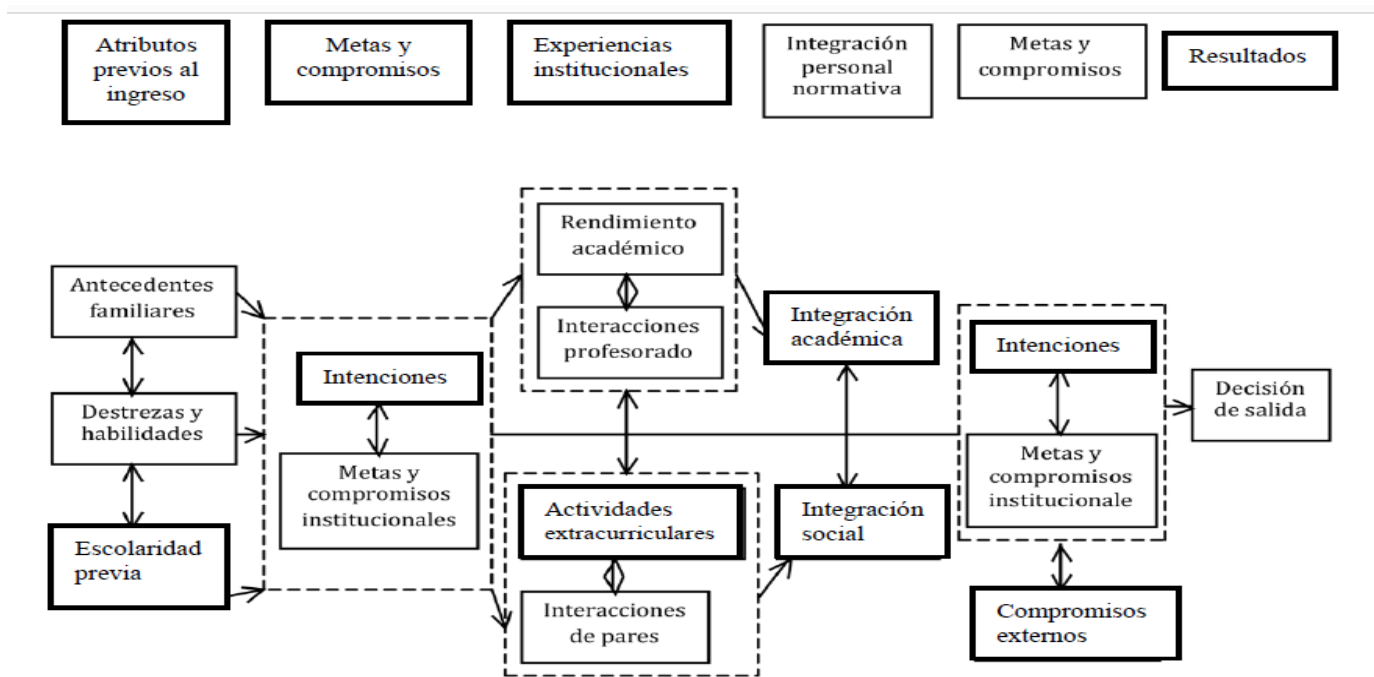 Atributos
previos al
ingreso
Metas y
compromisos
Experiencias
institucionales
Integración
personal
normativa
Metas y
compromisos
Resultados
Antecedentes
familiares
Destrezas y
habilidades
Escolaridad
previa
Intenciones
Metas y
compromisos
institucionales
Rendimiento
académico
Interacciones
profesorado
Actividades
extracurriculares
Interacciones
de pares
Integración
académica
Integración
social
Intenciones
Metas y
compromisos
institucionale
Compromisos
externos
Decisión
de salida